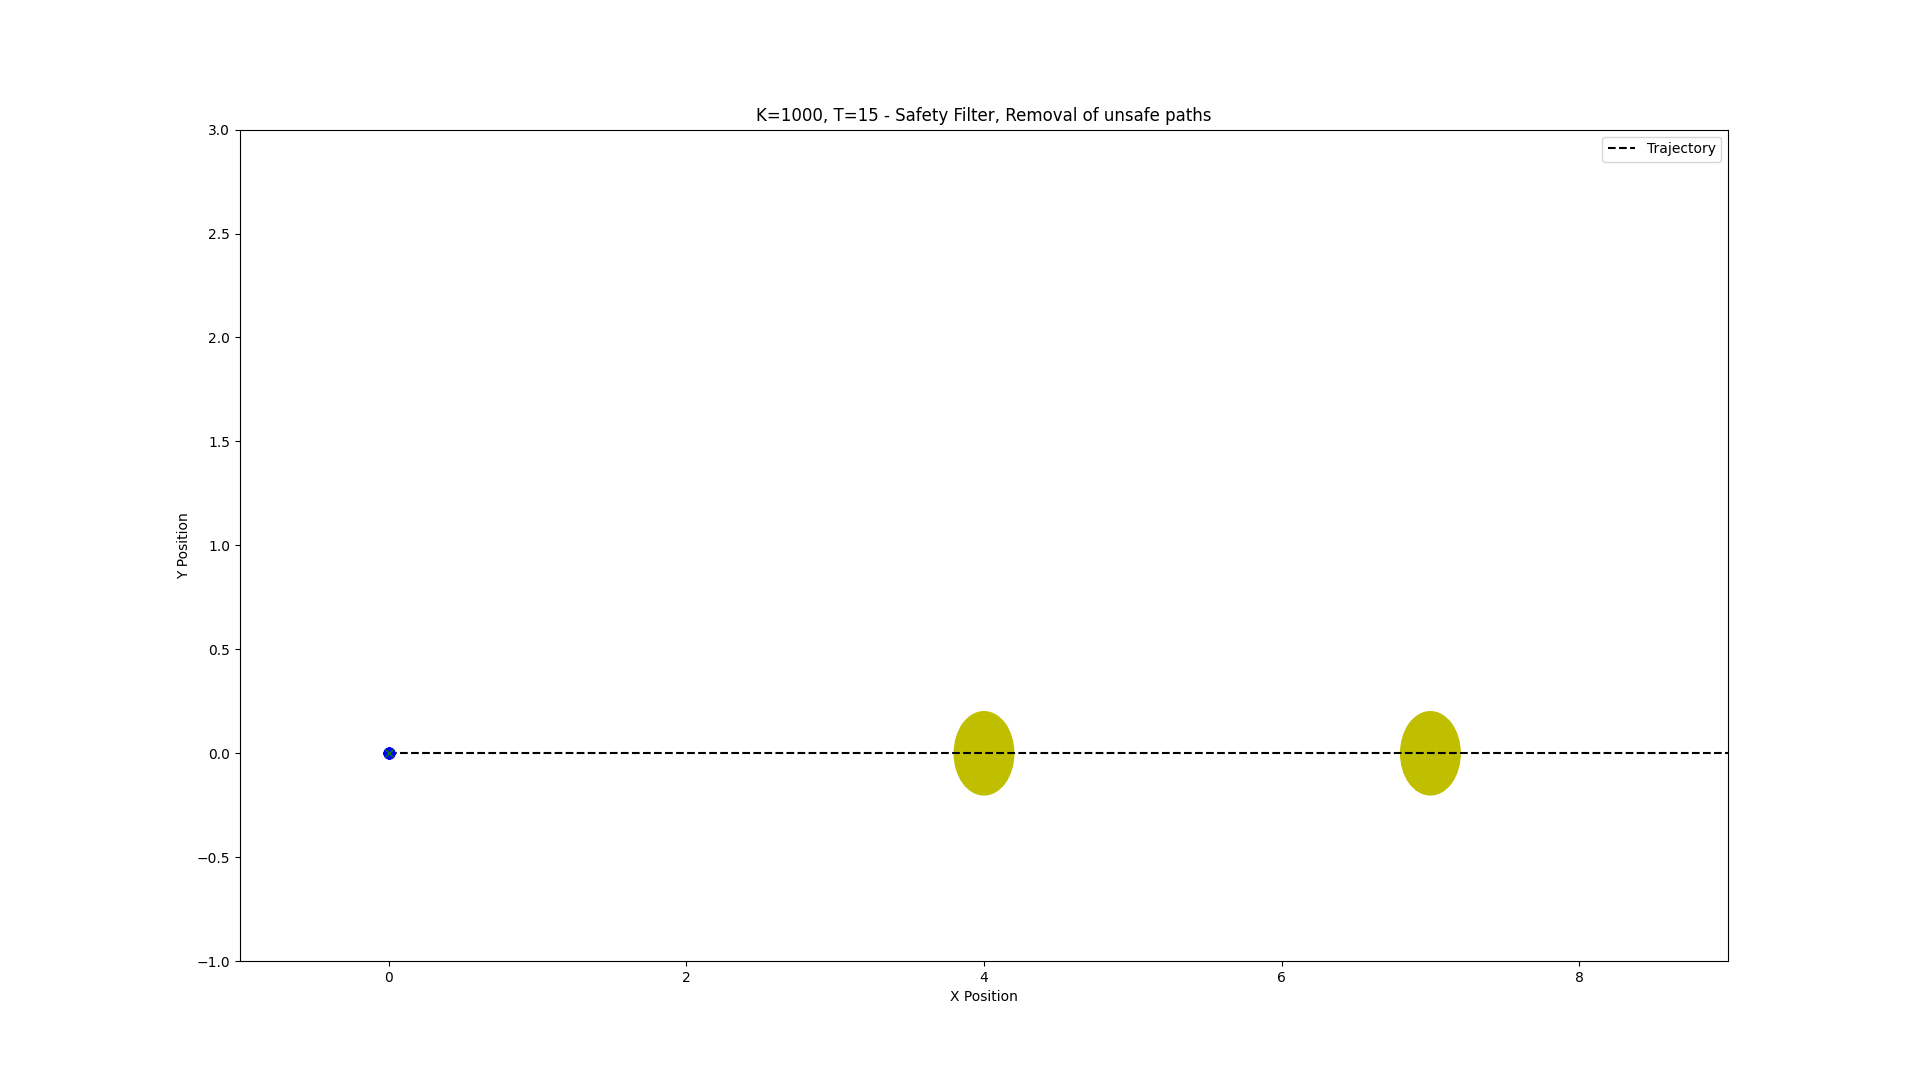 K=1000, T=15 - Safety Filter, Removal of unsafe paths
Trajectory
3.0
2.5
2.0
1.5
1.0
0.5
0.0
−0.5
−1.0
Y Position
0 2 4 6 8
X Position